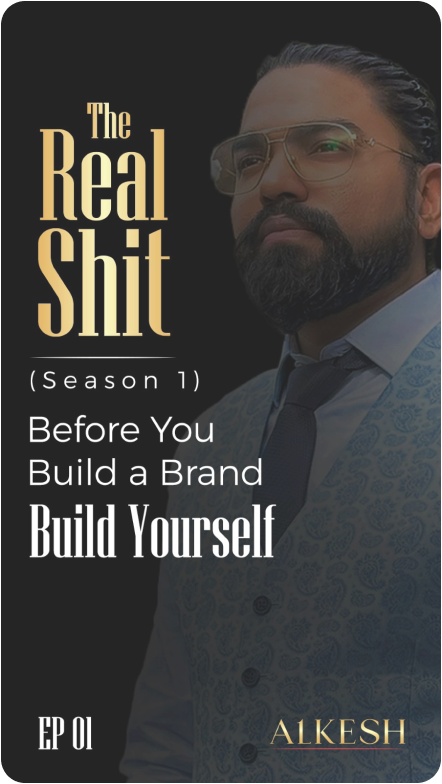 The
Real
Shit
(Season 1)
Before You
Build a Brand
Build Yourself
EP 01
ALKESH